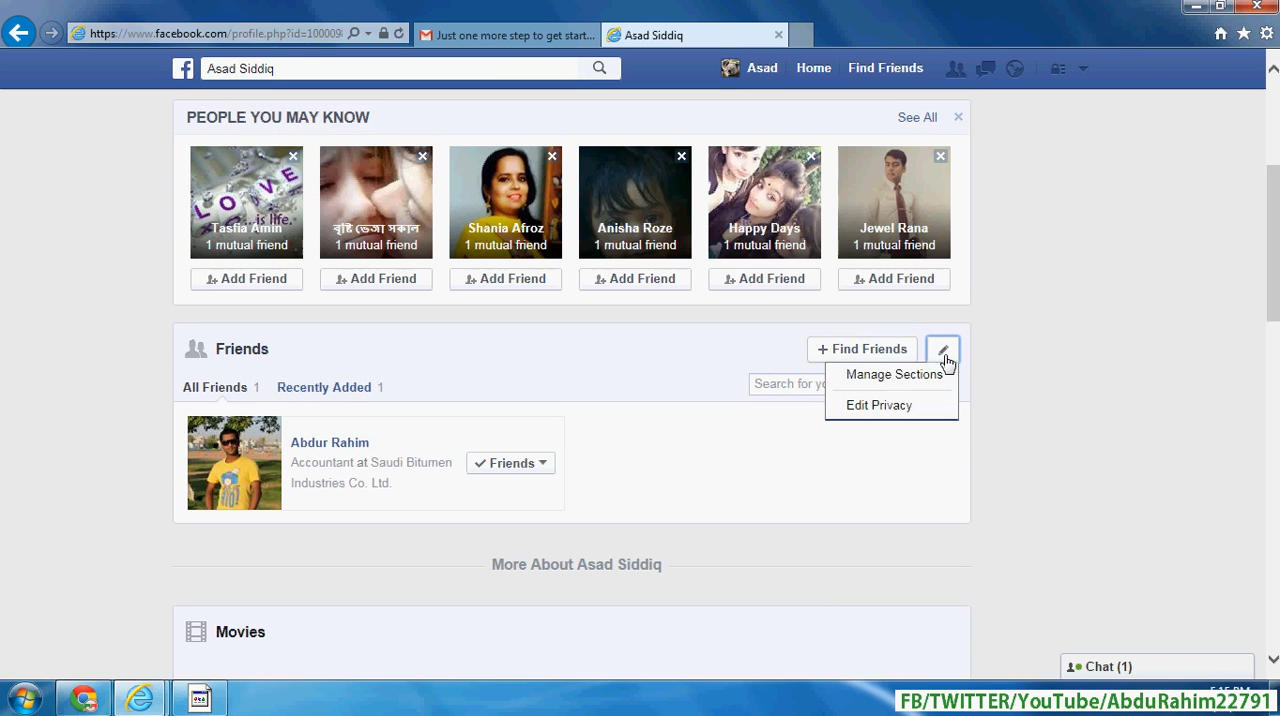 https://www.facebook.com/profile.php?id=100009
Just one more step to get start...
Asad Siddiq
Asad Siddiq
Asad
Home
Find Friends
PEOPLE YOU MAY KNOW
See All
LOVE
...is life.
Tasfia Amin
1 mutual friend
বৃষ্টি ভেজা সকাল
1 mutual friend
Shania Afroz
1 mutual friend
Anisha Roze
1 mutual friend
Happy Days
1 mutual friend
Jewel Rana
1 mutual friend
Add Friend
Add Friend
Add Friend
Add Friend
Add Friend
Add Friend
Friends
+ Find Friends
Manage Sections
Edit Privacy
All Friends 1
Recently Added 1
Search for
Abdur Rahim
Accountant at Saudi Bitumen
Industries Co. Ltd.
Friends
More About Asad Siddiq
Movies
Chat (1)
FB/TWITTER/YouTube/AbduRahim22791